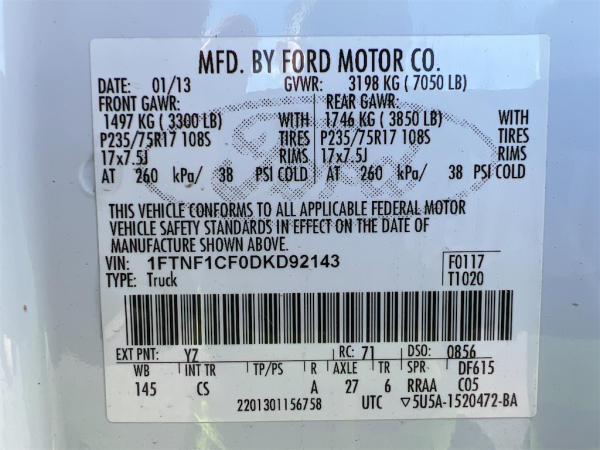 MFD. BY FORD MOTOR CO.
DATE: 01/13 GVWR: 3198 KG ( 7050 LB)
FRONT GAWR: REAR GAWR:
1497 KG ( 3300 LB) WITH 1746 KG ( 3850 LB) WITH
P235/75R17 108S TIRES P235/75R17 108S TIRES
17x7.5J RIMS 17x7.5J RIMS
AT 260 kPa/ 38 PSI COLD AT 260 kPa/ 38 PSI COLD
Ford
THIS VEHICLE CONFORMS TO ALL APPLICABLE FEDERAL MOTOR
VEHICLE SAFETY STANDARDS IN EFFECT ON THE DATE OF
MANUFACTURE SHOWN ABOVE.
VIN: 1FTNF1CF0DKD92143 F0117
TYPE: Truck T1020
EXT PNT: YZ RC: 71 DSO: 0856
WB INT TR TP/PS R AXLE TR SPR DF615
145 CS A 27 6 RRAA C05
2201301156758 UTC ▽5U5A-1520472-BA